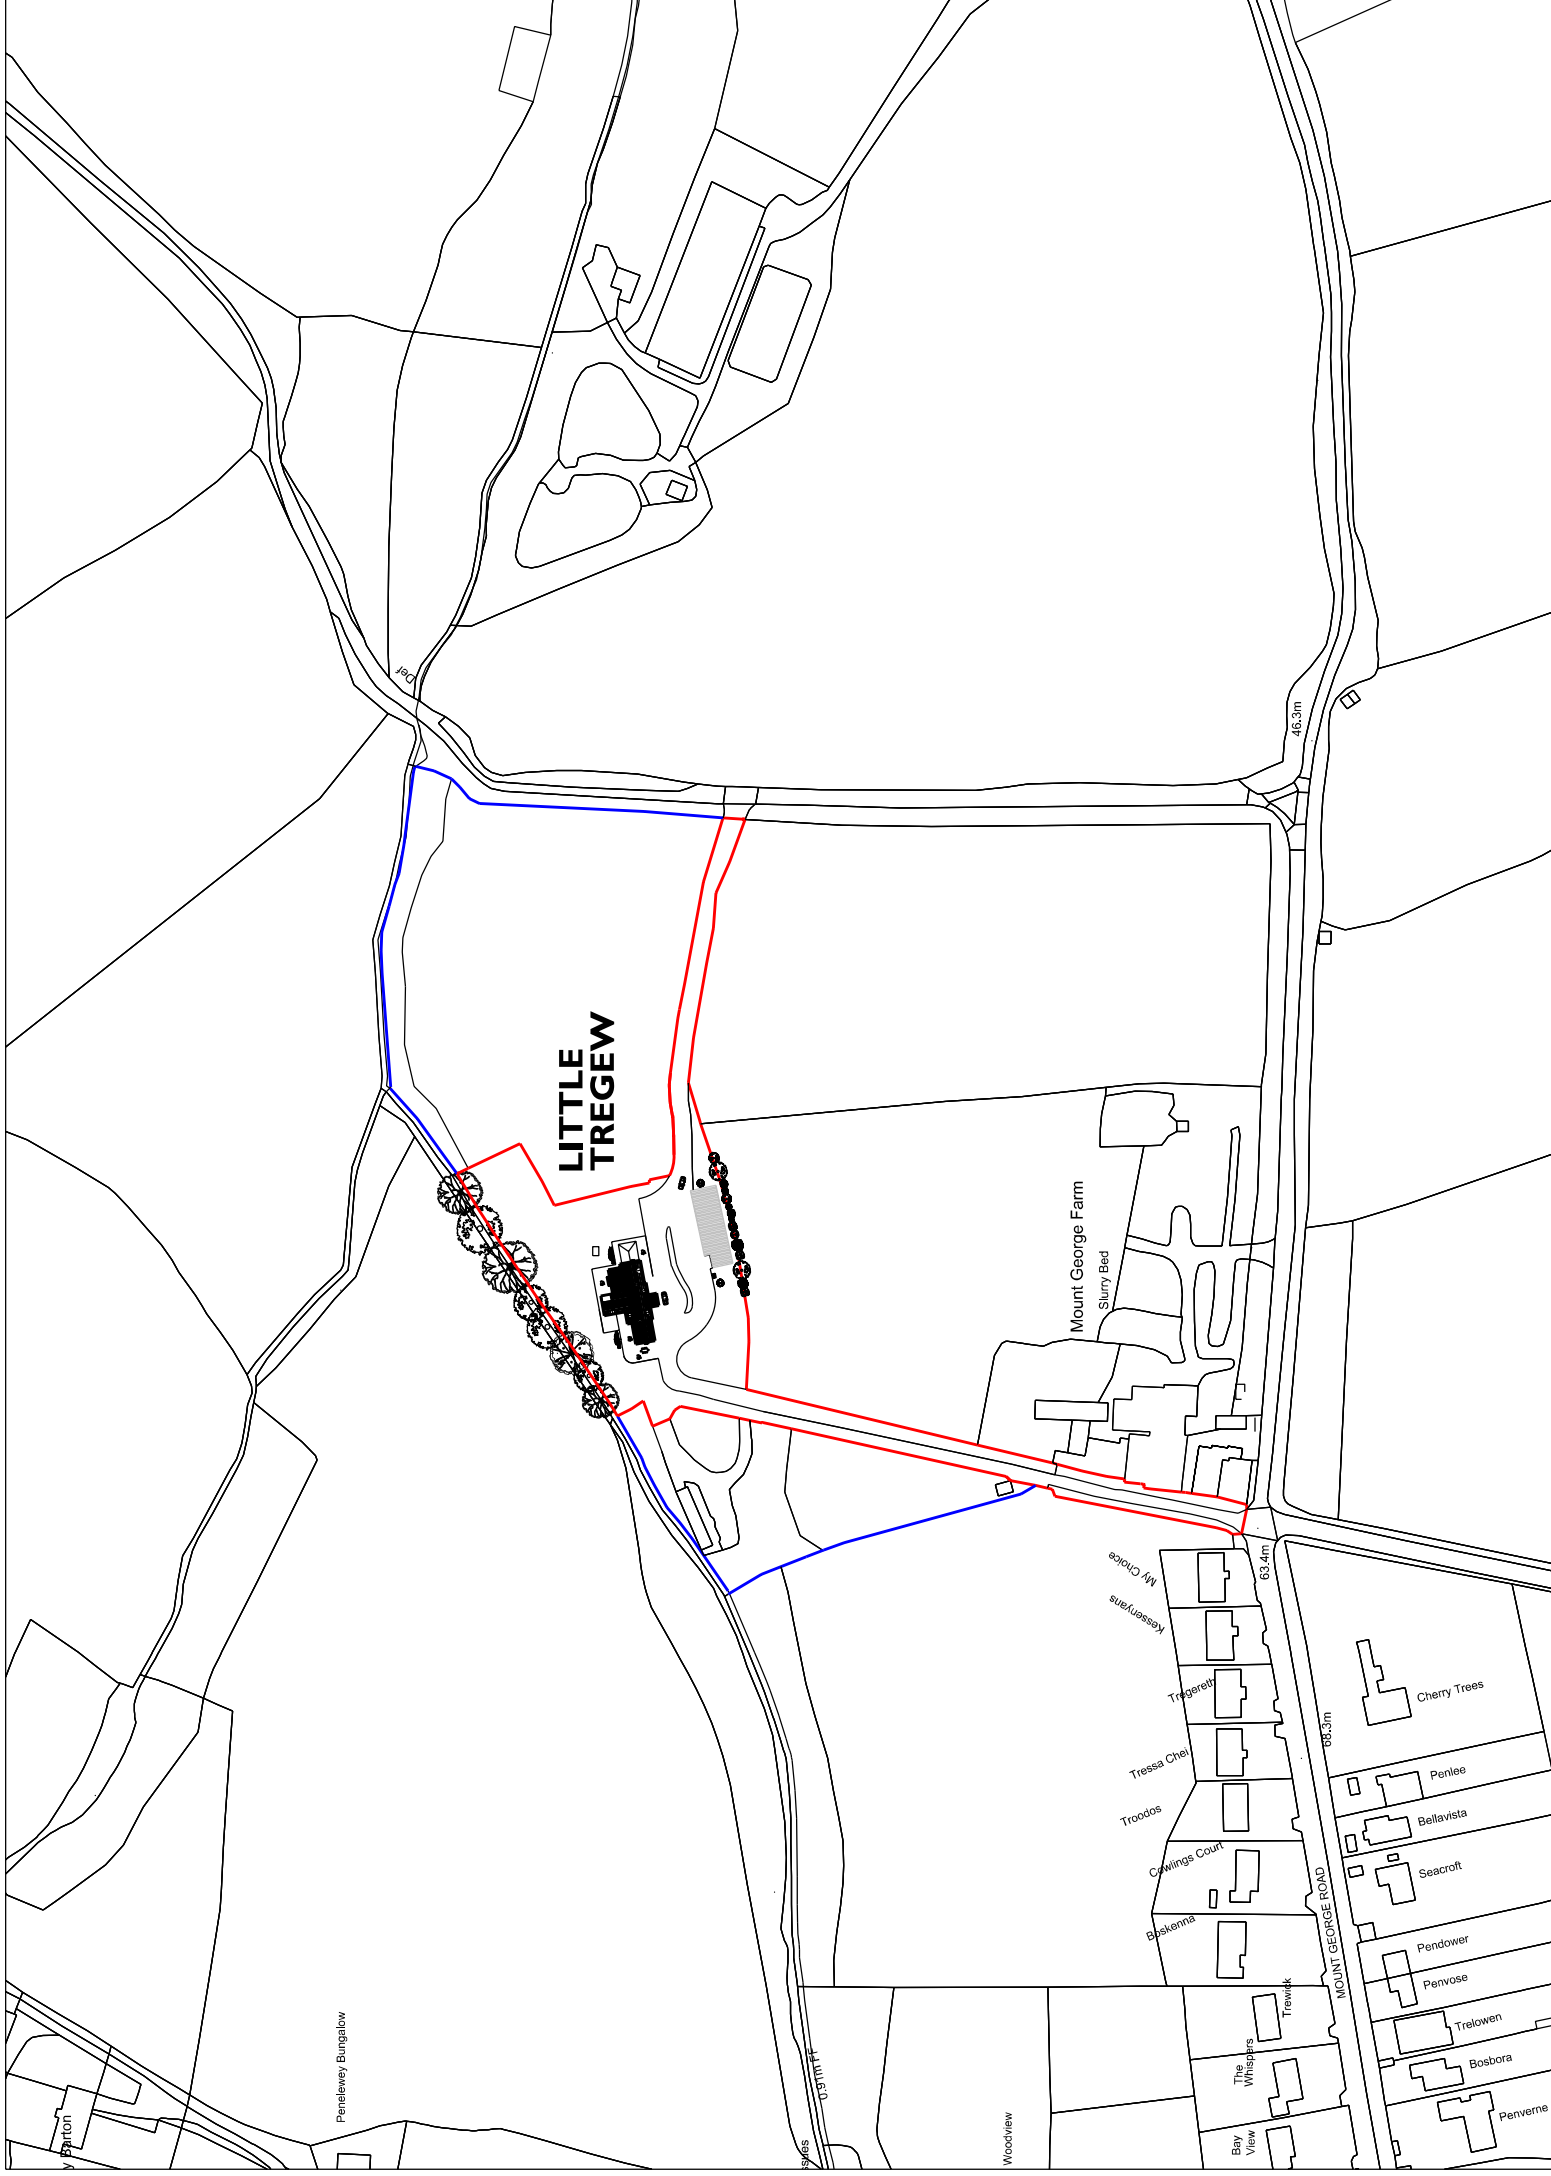 Def
46.3m
LITTLE
TREGEW
Mount George Farm
Slurry Bed
My Choice
63.4m
Kessenyans
Tregereth
Cherry Trees
68.3m
Tressa Chei
Penlee
Troodos
Bellavista
Cowlings Court
Seacroft
MOUNT GEORGE ROAD
Boskenna
Pendower
Penvose
Trewick
Trelowen
Penelewey Bungalow
0.91m FF
The
Whispers
Bosbora
Woodview
Bay
View
Penverne
y Barton